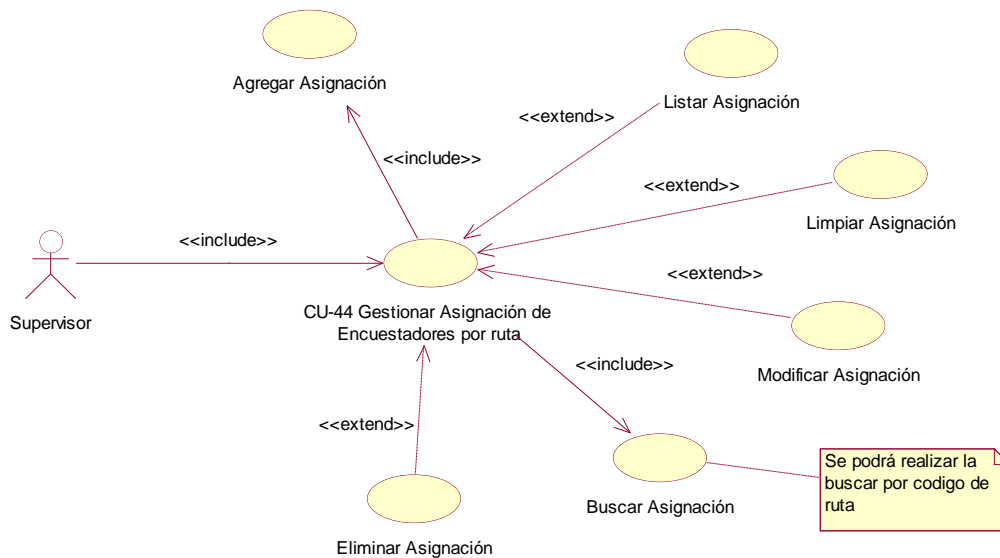 Agregar Asignación
Listar Asignación
<<extend>>
<<include>>
<<extend>>
Limpiar Asignación
<<include>>
<<extend>>
Supervisor
CU-44 Gestionar Asignación de
Encuestadores por ruta
<<include>>
Modificar Asignación
<<extend>>
Se podrá realizar la
buscar por codigo de
ruta
Buscar Asignación
Eliminar Asignación